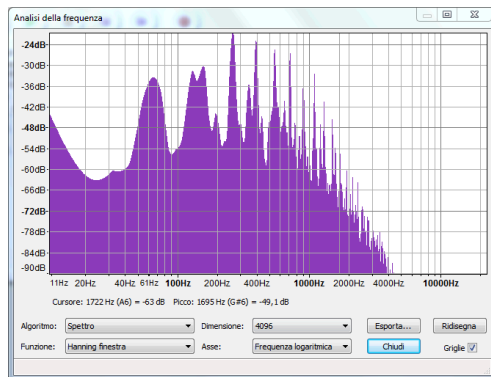 Analisi della frequenza
-24dB
-30dB
-36dB
-42dB
-48dB
-54dB
-60dB
-66dB
-72dB
-78dB
-84dB
-90dB
11Hz 20Hz 40Hz 61Hz 100Hz 200Hz 400Hz 1000Hz 2000Hz 4000Hz 10000Hz
Cursore: 1722 Hz (A6) = -63 dB Picco: 1695 Hz (G#6) = -49,1 dB
Algoritmo: Spettro Dimensione: 4096 Esporta... Ridisegna
Funzione: Hanning finestra Asse: Frequenza logaritmica Chiudi Griglie